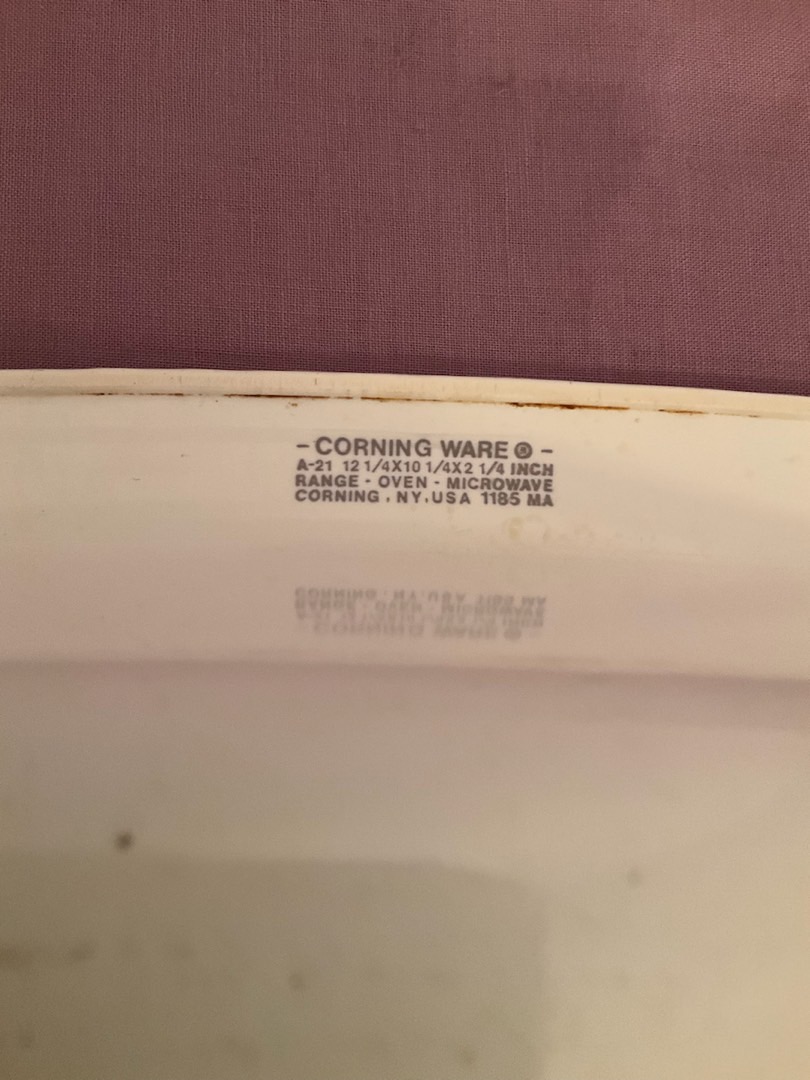 - CORNING WARE ® -
A-21 12 1/4X10 1/4X2 1/4 INCH
RANGE - OVEN - MICROWAVE
CORNING , NY, USA 1185 MA